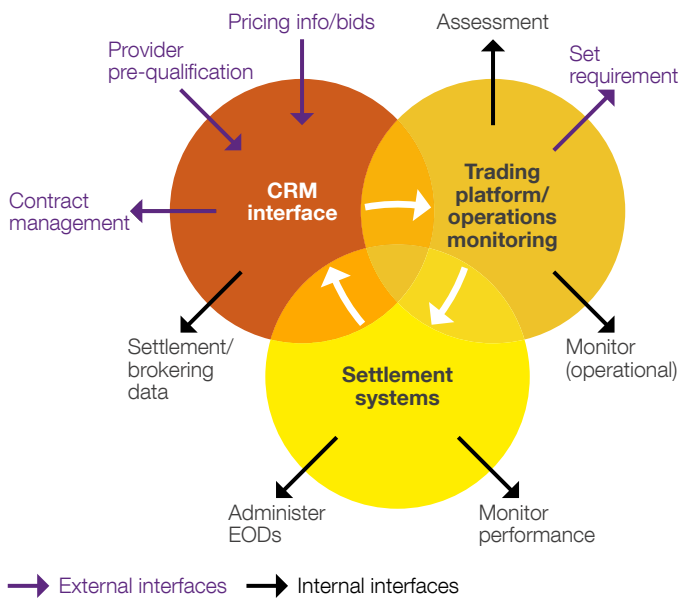 Pricing info/bids
Assessment
Provider
pre-qualification
Set
requirement
CRM
interface
Trading
platform/
operations
monitoring
Contract
management
Settlement/
brokering
data
Monitor
(operational)
Settlement
systems
Administer
EODs
Monitor
performance
External interfaces
Internal interfaces